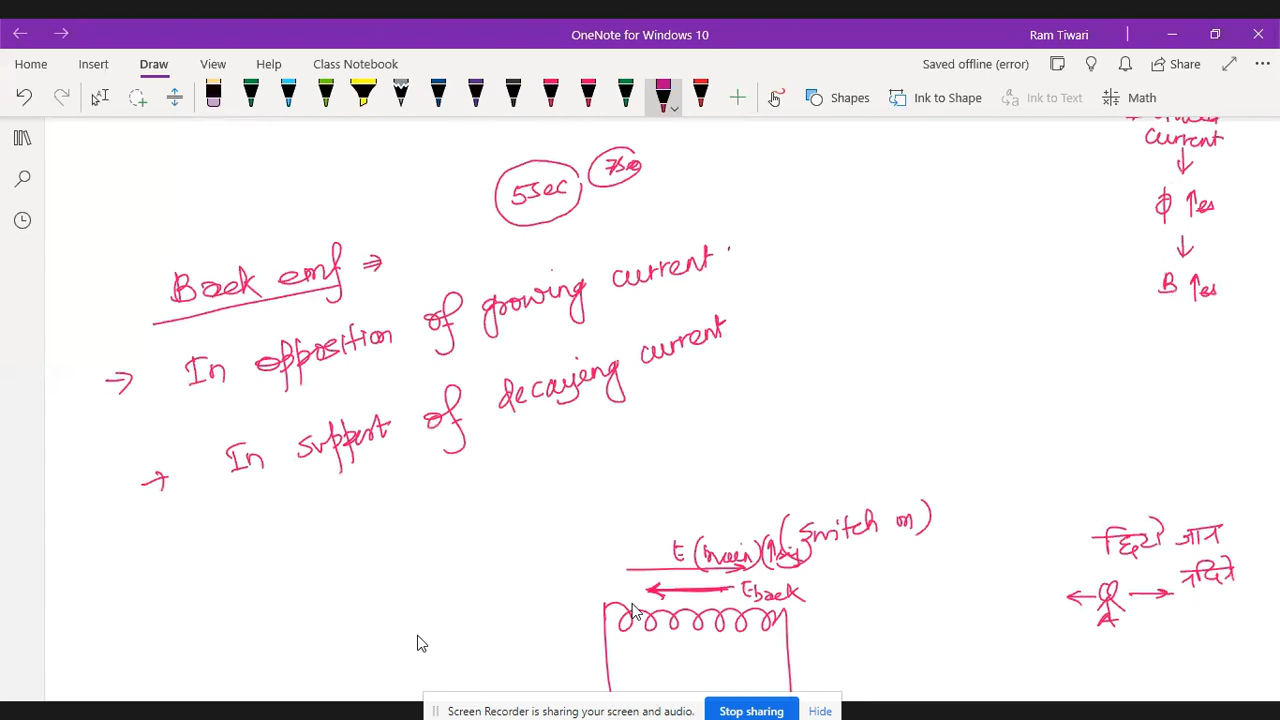 OneNote for Windows 10
Ram Tiwari
Home
Insert
Draw
View
Help
Class Notebook
Saved offline (error)
Share
Shapes
Ink to Shape
Ink to Text
Math
Current
5sec
7sec
ϕ ↑es
↓
B ↑es
Back emf ⇒
→ In opposition of growing current
→ In support of decaying current
(switch on)
E (main)
Eback
A
Screen Recorder is sharing your screen and audio.
Stop sharing
Hide